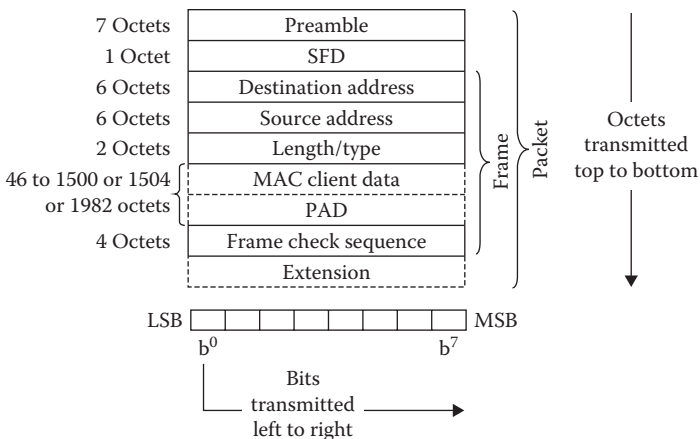 7 Octets Preamble
1 Octet SFD
6 Octets Destination address
6 Octets Source address
2 Octets Length/type
46 to 1500 or 1504
or 1982 octets
MAC client data
PAD
4 Octets Frame check sequence
Extension
Frame
Packet
Octets
transmitted
top to bottom
LSB MSB
b⁰ b⁷
Bits
transmitted
left to right